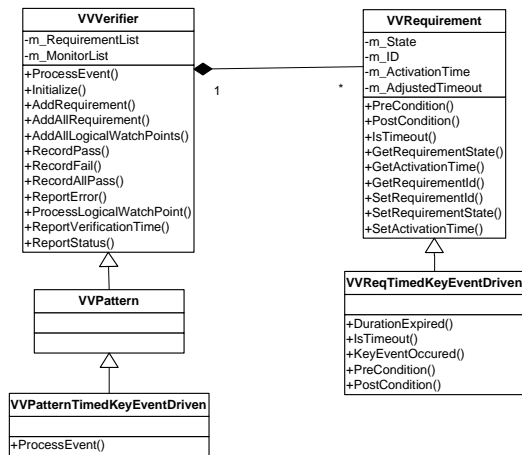 VVVerifier
-m_RequirementList
-m_MonitorList
+ProcessEvent()
+Initialize()
+AddRequirement()
+AddAllRequirement()
+AddAllLogicalWatchPoints()
+RecordPass()
+RecordFail()
+RecordAllPass()
+ReportError()
+ProcessLogicalWatchPoint()
+ReportVerificationTime()
+ReportStatus()
1
*
VVRequirement
-m_State
-m_ID
-m_ActivationTime
-m_AdjustedTimeout
+PreCondition()
+PostCondition()
+IsTimeout()
+GetRequirementState()
+GetActivationTime()
+GetRequirementId()
+SetRequirementId()
+SetRequirementState()
+SetActivationTime()
VVPattern
VVReqTimedKeyEventDriven
+DurationExpired()
+IsTimeout()
+KeyEventOccured()
+PreCondition()
+PostCondition()
VVPatternTimedKeyEventDriven
+ProcessEvent()